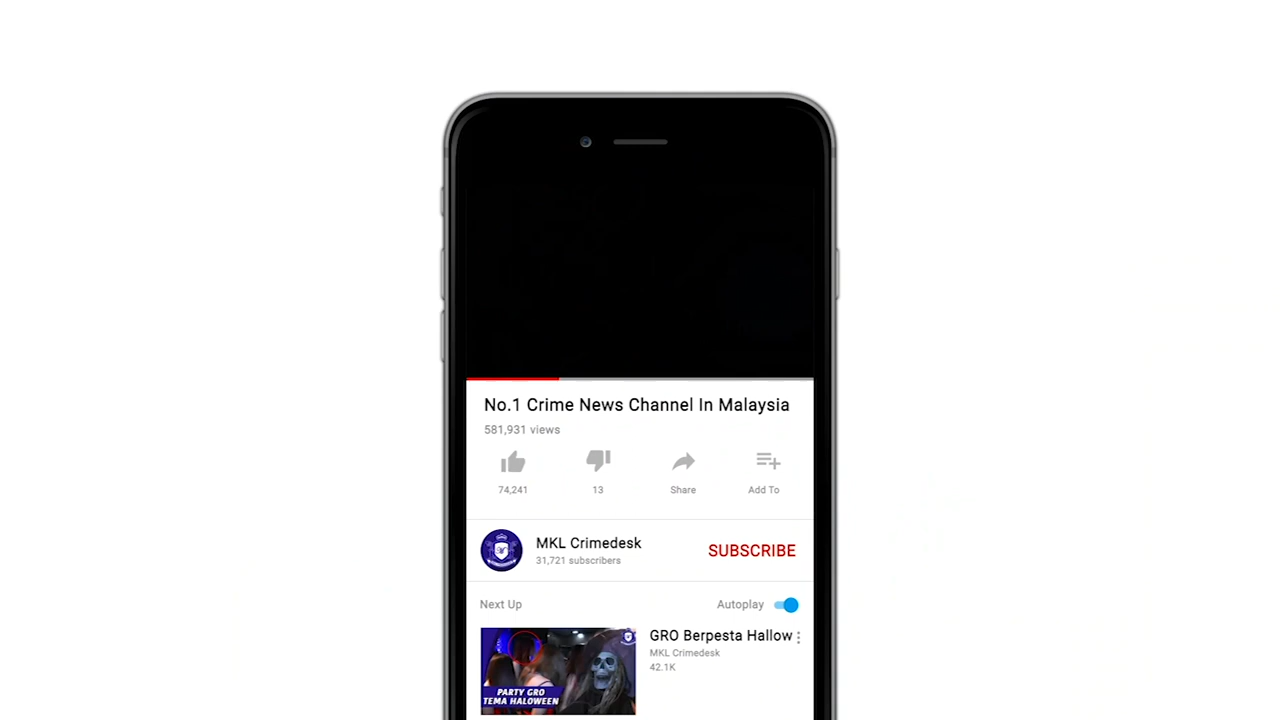 No.1 Crime News Channel In Malaysia
581,931 views
74,241
13
Share
Add To
MKL Crimedesk
31,721 subscribers
SUBSCRIBE
Next Up
Autoplay
GRO Berpesta Hallow
MKL Crimedesk
42.1K
PARTY GRO
TEMA HALOWEEN